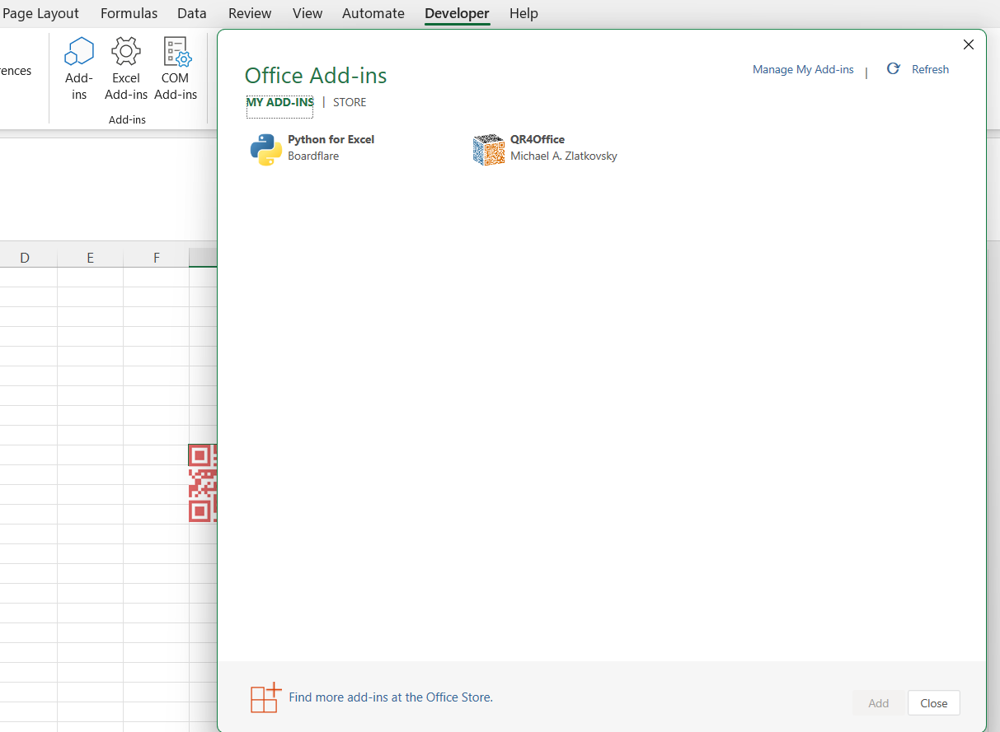 Page Layout Formulas Data Review View Automate Developer Help
ences
Add-
ins
Excel
Add-ins
COM
Add-ins
Add-ins
Office Add-ins
Manage My Add-ins | Refresh
MY ADD-INS | STORE
Python for Excel
Boardflare
QR4Office
Michael A. Zlatkovsky
D E F
Find more add-ins at the Office Store.
Add Close